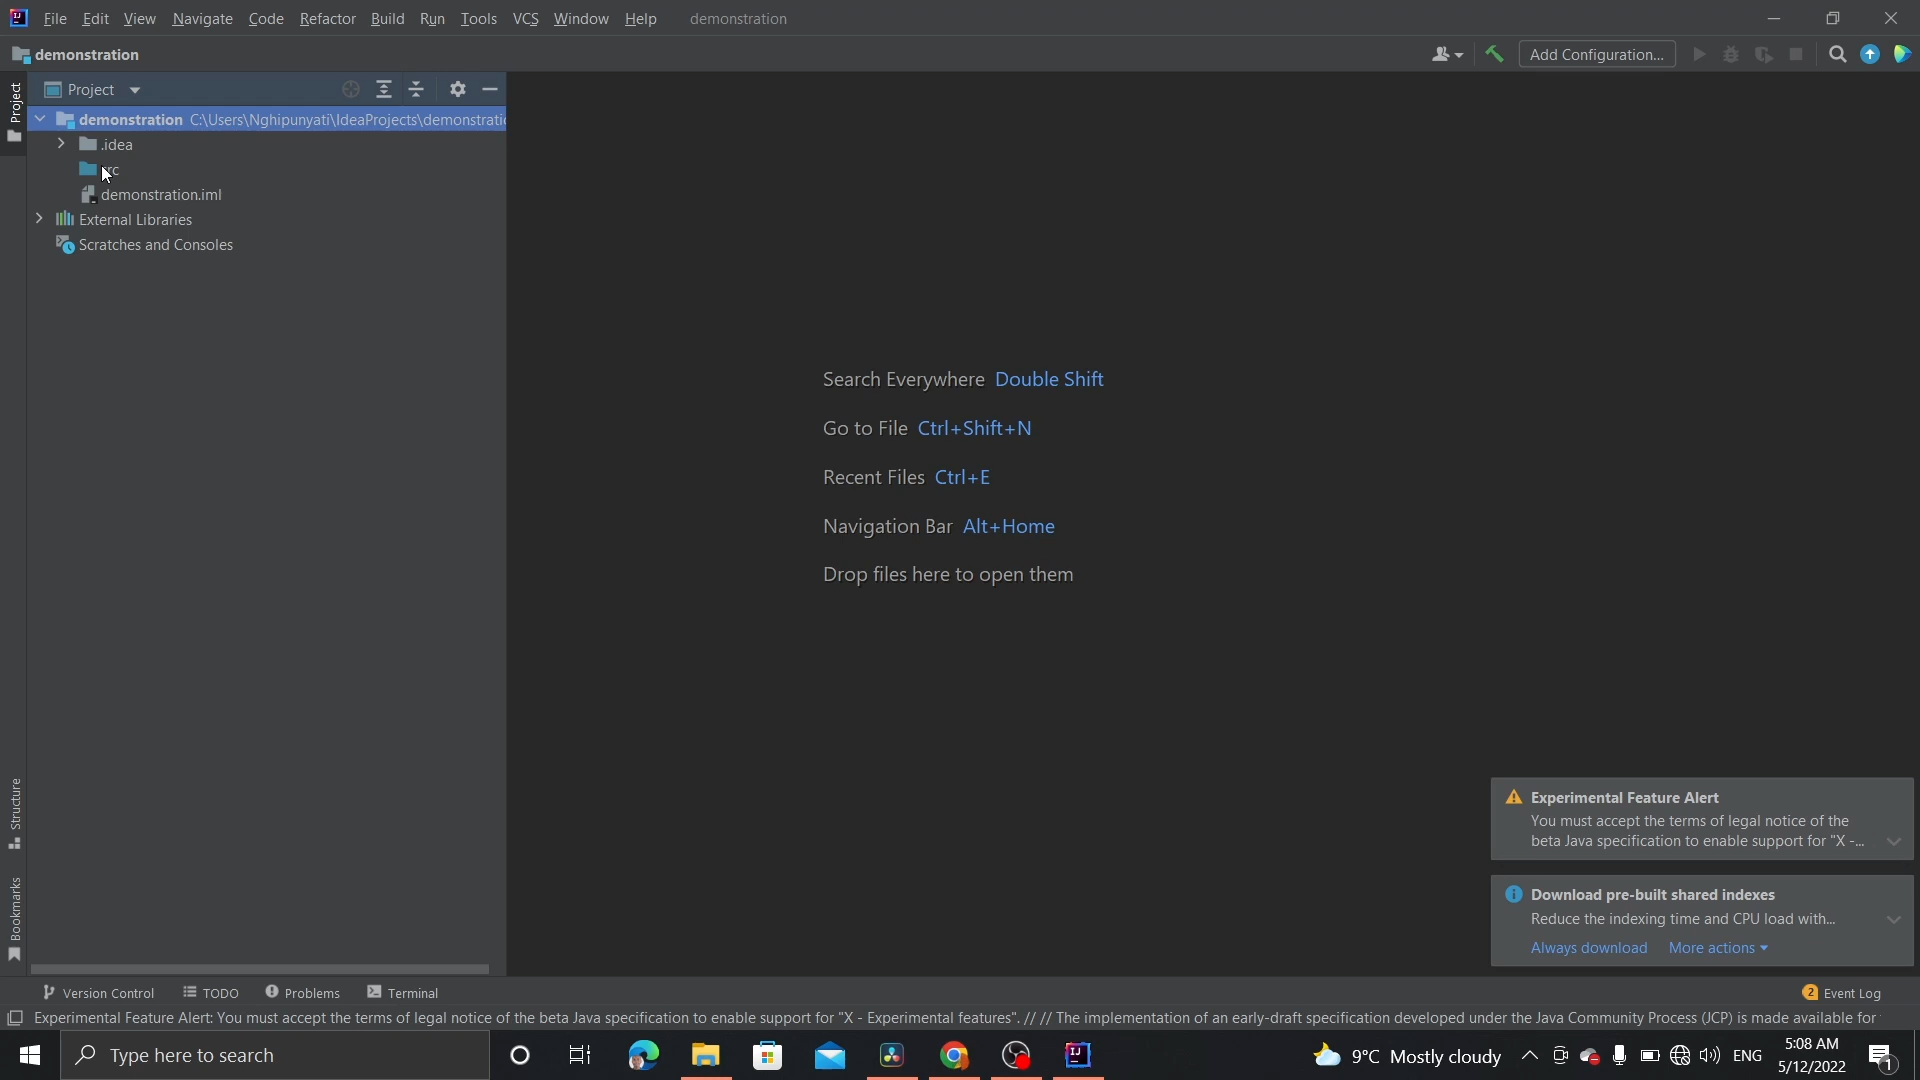 File Edit View Navigate Code Refactor Build Run Tools VCS Window Help demonstration
demonstration
Add Configuration...
Project
Project
demonstration C:\Users\Nghipunyati\IdeaProjects\demonstratio
.idea
demonstration.iml
External Libraries
Scratches and Consoles
Search Everywhere Double Shift
Go to File Ctrl+Shift+N
Recent Files Ctrl+E
Navigation Bar Alt+Home
Drop files here to open them
Structure
Bookmarks
Experimental Feature Alert
You must accept the terms of legal notice of the
beta Java specification to enable support for "X -...
Download pre-built shared indexes
Reduce the indexing time and CPU load with...
Always download More actions
Version Control TODO Problems Terminal
2 Event Log
Experimental Feature Alert: You must accept the terms of legal notice of the beta Java specification to enable support for "X - Experimental features". // // The implementation of an early-draft specification developed under the Java Community Process (JCP) is made available for
Type here to search
9°C Mostly cloudy
ENG
5:08 AM
5/12/2022
1